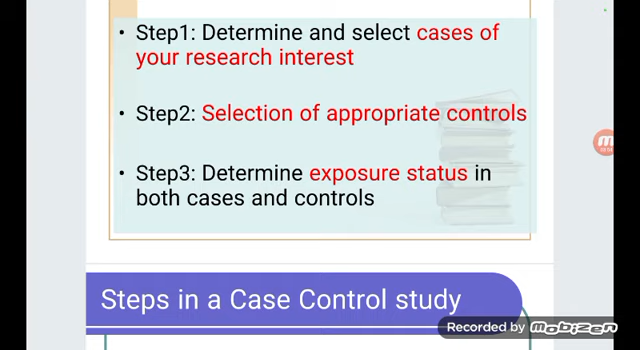 • Step1: Determine and select cases of
your research interest
• Step2: Selection of appropriate controls
• Step3: Determine exposure status in
both cases and controls
Steps in a Case Control study
Recorded by MOBIZEN